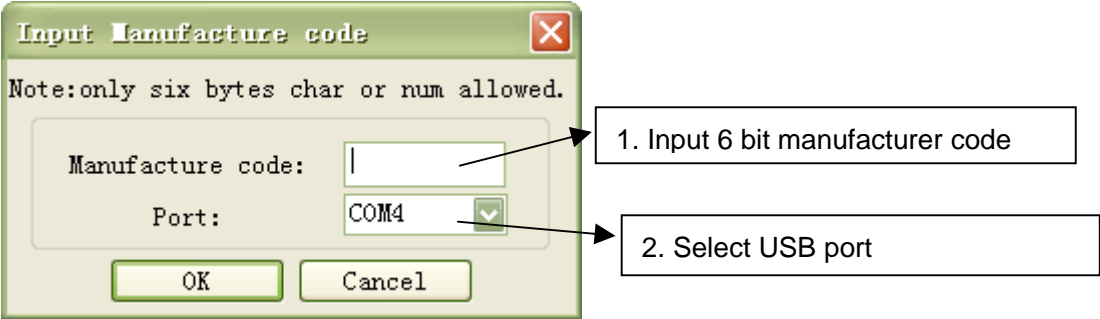 Input Manufacture code
Note:only six bytes char or num allowed.
1. Input 6 bit manufacturer code
Manufacture code:
Port:
COM4
2. Select USB port
OK
Cancel